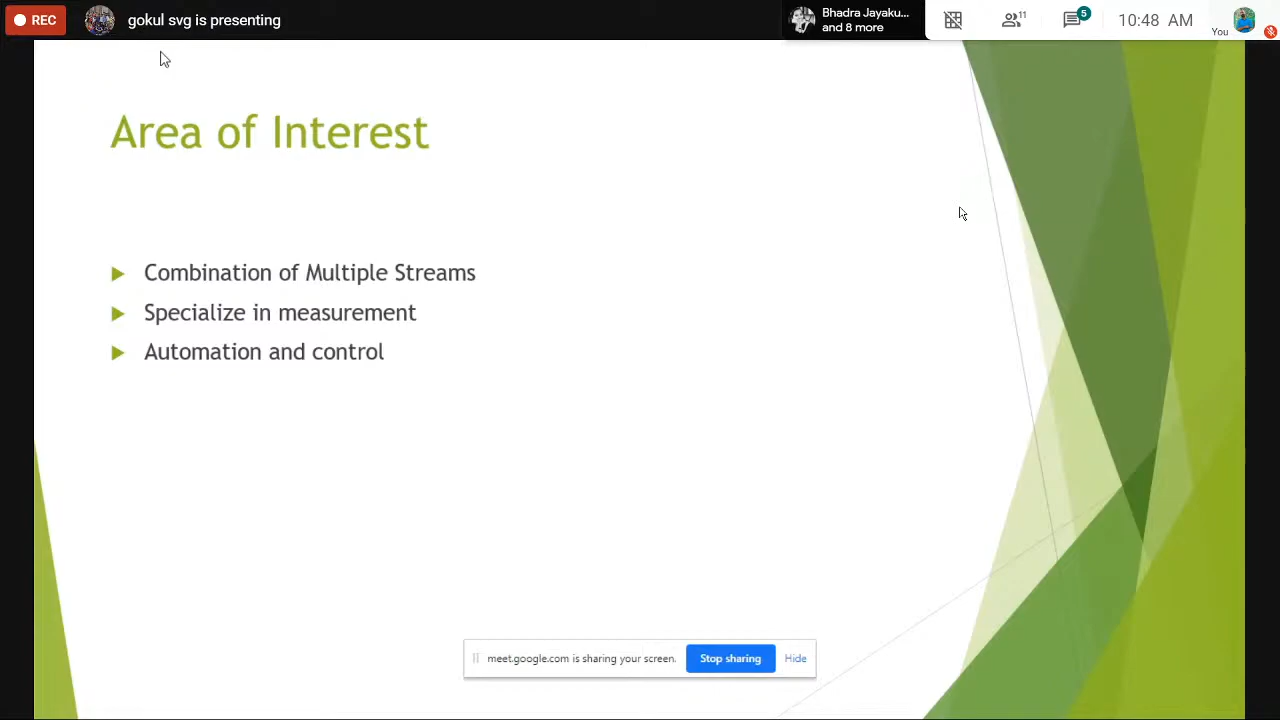 REC
gokul svg is presenting
Bhadra Jayaku...
and 8 more
11
5
10:48 AM
You
Area of Interest
Combination of Multiple Streams
Specialize in measurement
Automation and control
meet.google.com is sharing your screen.
Stop sharing
Hide